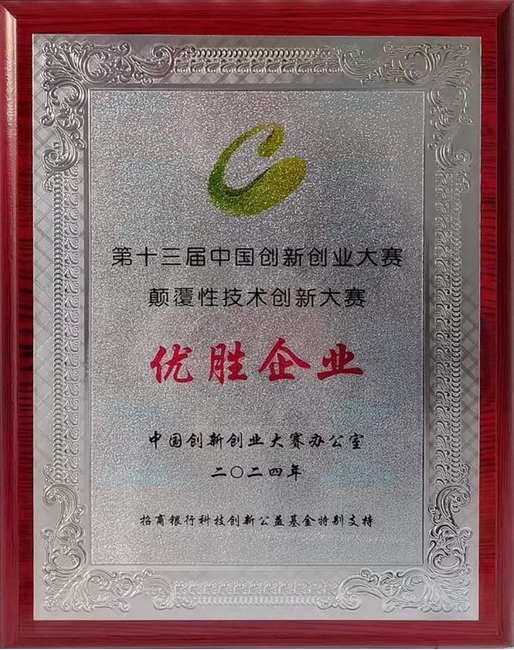 第十三届中国创新创业大赛
颠覆性技术创新大赛
优胜企业
中国创新创业大赛办公室
二〇二四年
招商银行科技创新公益基金特别支持